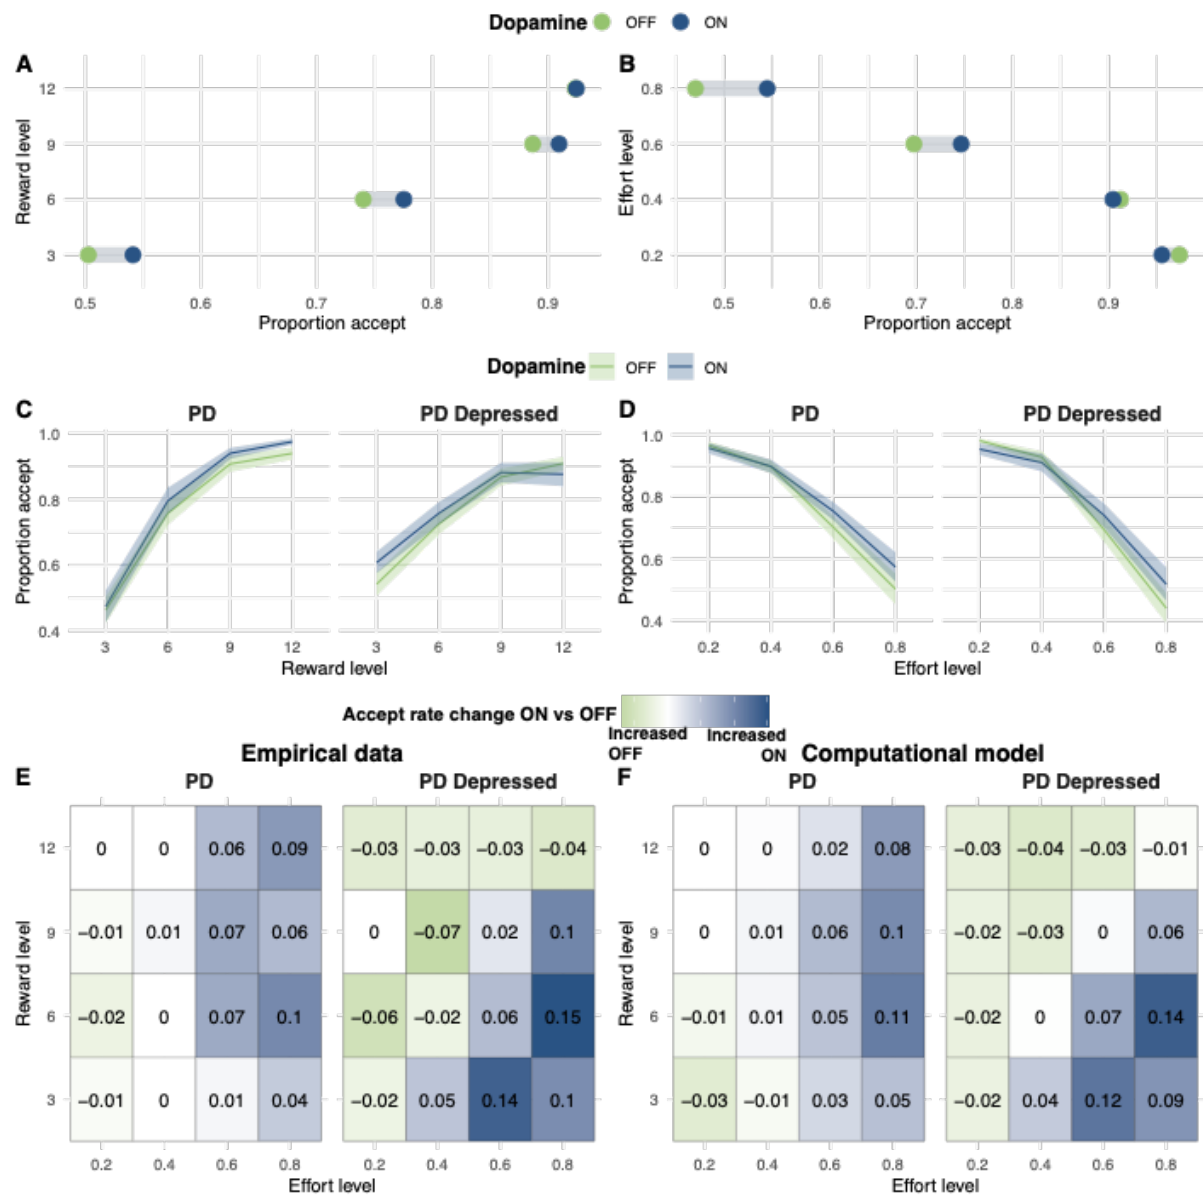 Dopamine OFF ON
A
B
12
9
6
3
Reward level
0.5 0.6 0.7 0.8 0.9
Proportion accept
0.8
0.6
0.4
0.2
Effort level
0.5 0.6 0.7 0.8 0.9
Proportion accept
Dopamine OFF ON
C PD PD Depressed
1.0
0.8
0.6
0.4
Proportion accept
3 6 9 12 3 6 9 12
Reward level
D PD PD Depressed
1.0
0.8
0.6
0.4
Proportion accept
0.2 0.4 0.6 0.8 0.2 0.4 0.6 0.8
Effort level
Accept rate change ON vs OFF
Increased OFF
Increased ON
Empirical data
E PD PD Depressed
Reward level
12 0 0 0.06 0.09 −0.03 −0.03 −0.03 −0.04
9 −0.01 0.01 0.07 0.06 0 −0.07 0.02 0.1
6 −0.02 0 0.07 0.1 −0.06 −0.02 0.06 0.15
3 −0.01 0 0.01 0.04 −0.02 0.05 0.14 0.1
0.2 0.4 0.6 0.8 0.2 0.4 0.6 0.8
Effort level
Computational model
F PD PD Depressed
Reward level
12 0 0 0.02 0.08 −0.03 −0.04 −0.03 −0.01
9 0 0.01 0.06 0.1 −0.02 −0.03 0 0.06
6 −0.01 0.01 0.05 0.11 −0.02 0 0.07 0.14
3 −0.03 −0.01 0.03 0.05 −0.02 0.04 0.12 0.09
0.2 0.4 0.6 0.8 0.2 0.4 0.6 0.8
Effort level